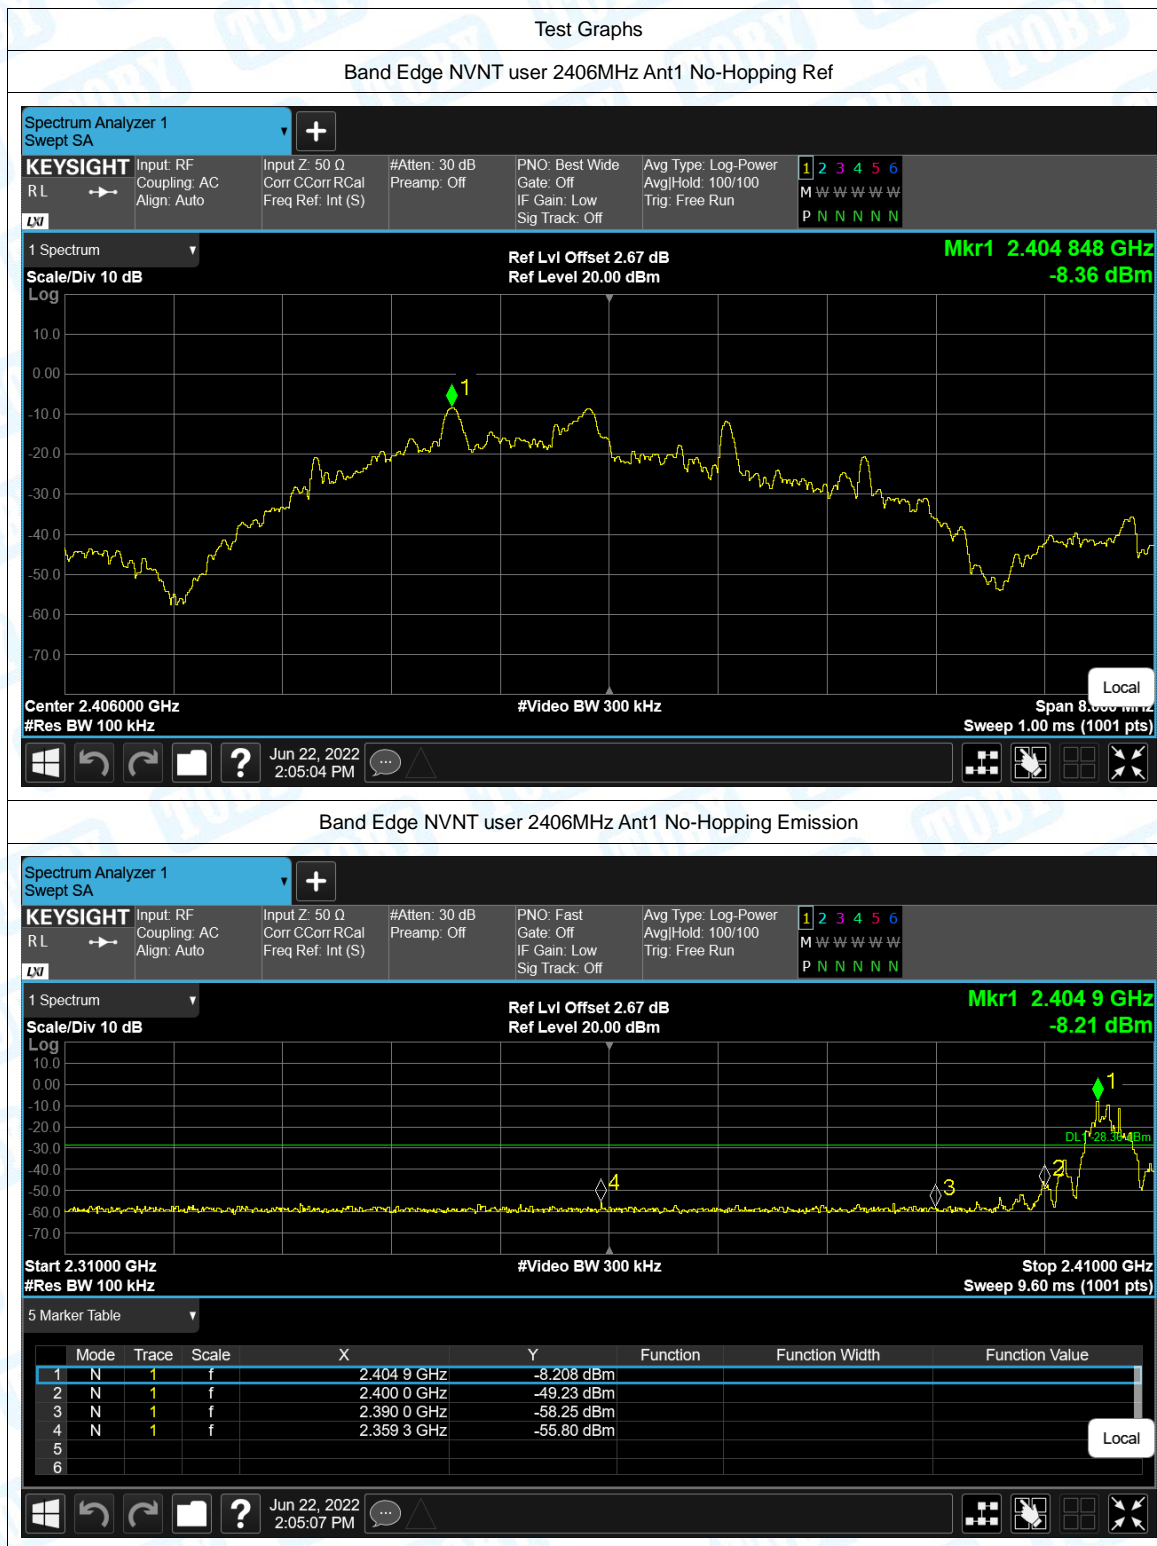 Test Graphs
Band Edge NVNT user 2406MHz Ant1 No-Hopping Ref
Spectrum Analyzer 1
Swept SA
+
KEYSIGHT
RL
LXI
Input: RF
Coupling: AC
Align: Auto
Input Z: 50 Ω
Corr CCorr RCal
Freq Ref: Int (S)
#Atten: 30 dB
Preamp: Off
PNO: Best Wide
Gate: Off
IF Gain: Low
Sig Track: Off
Avg Type: Log-Power
Avg|Hold: 100/100
Trig: Free Run
1 2 3 4 5 6
M W W W W W
P N N N N N
1 Spectrum
Scale/Div 10 dB
Ref Lvl Offset 2.67 dB
Ref Level 20.00 dBm
Mkr1 2.404 848 GHz
-8.36 dBm
Log
10.0
0.00
-10.0
-20.0
-30.0
-40.0
-50.0
-60.0
-70.0
1
Center 2.406000 GHz
#Res BW 100 kHz
#Video BW 300 kHz
Span 8.000 MHz
Sweep 1.00 ms (1001 pts)
Local
?
Jun 22, 2022
2:05:04 PM
Band Edge NVNT user 2406MHz Ant1 No-Hopping Emission
Spectrum Analyzer 1
Swept SA
+
KEYSIGHT
RL
LXI
Input: RF
Coupling: AC
Align: Auto
Input Z: 50 Ω
Corr CCorr RCal
Freq Ref: Int (S)
#Atten: 30 dB
Preamp: Off
PNO: Fast
Gate: Off
IF Gain: Low
Sig Track: Off
Avg Type: Log-Power
Avg|Hold: 100/100
Trig: Free Run
1 2 3 4 5 6
M W W W W W
P N N N N N
1 Spectrum
Scale/Div 10 dB
Ref Lvl Offset 2.67 dB
Ref Level 20.00 dBm
Mkr1 2.404 9 GHz
-8.21 dBm
Log
10.0
0.00
-10.0
-20.0
-30.0
-40.0
-50.0
-60.0
-70.0
1
DL1 -28.36 dBm
2
3
4
Start 2.31000 GHz
#Res BW 100 kHz
#Video BW 300 kHz
Stop 2.41000 GHz
Sweep 9.60 ms (1001 pts)
5 Marker Table
Mode Trace Scale X Y Function Function Width Function Value
1 N 1 f 2.404 9 GHz -8.208 dBm
2 N 1 f 2.400 0 GHz -49.23 dBm
3 N 1 f 2.390 0 GHz -58.25 dBm
4 N 1 f 2.359 3 GHz -55.80 dBm
5
6
Local
?
Jun 22, 2022
2:05:07 PM
TOBY